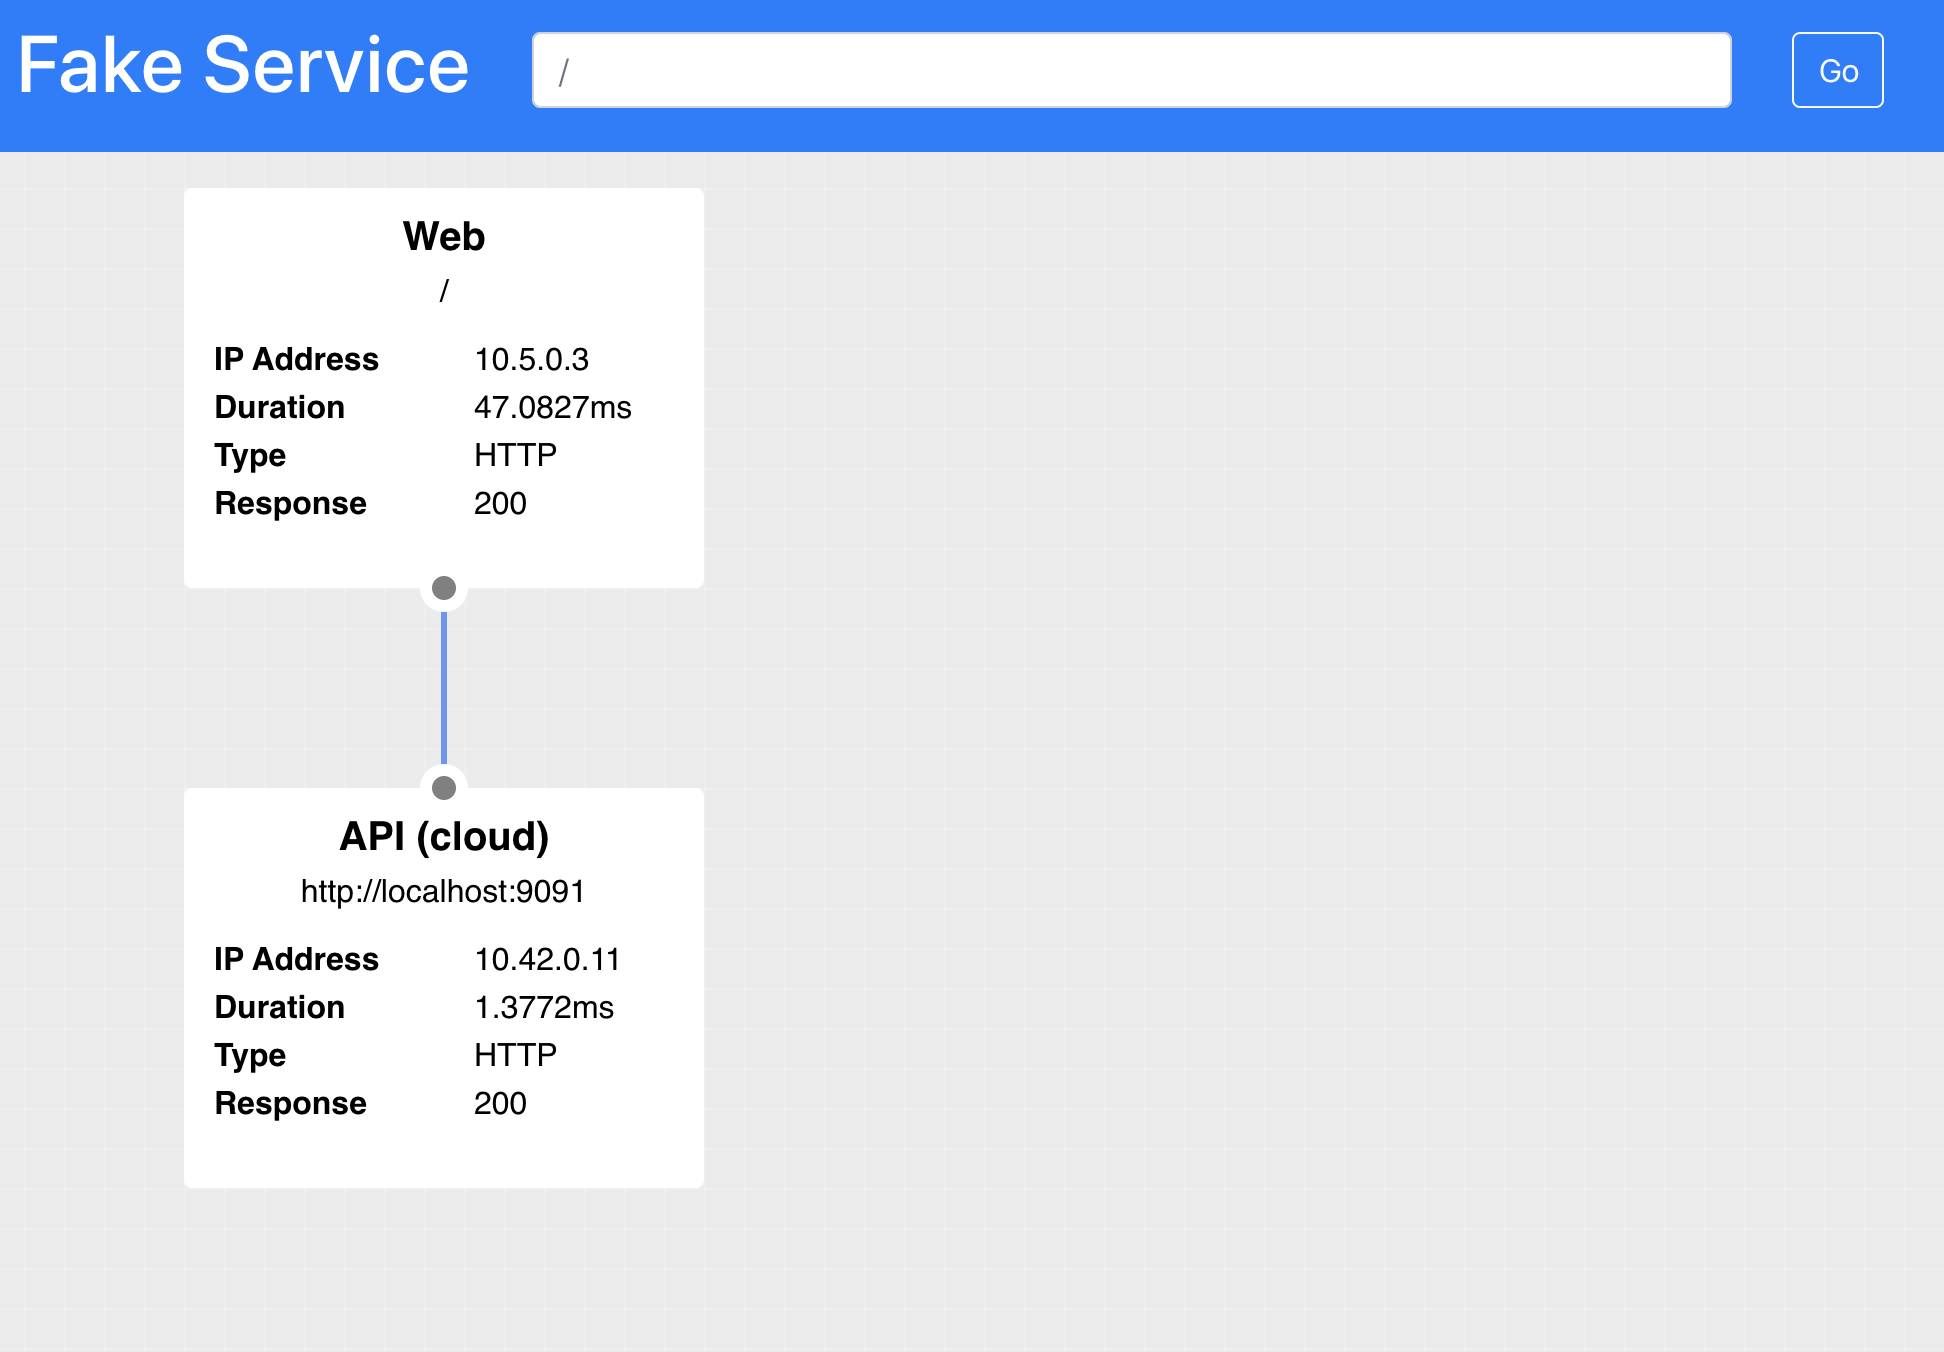 Fake Service
/
Go
Web
/
IP Address 10.5.0.3
Duration 47.0827ms
Type HTTP
Response 200
API (cloud)
http://localhost:9091
IP Address 10.42.0.11
Duration 1.3772ms
Type HTTP
Response 200